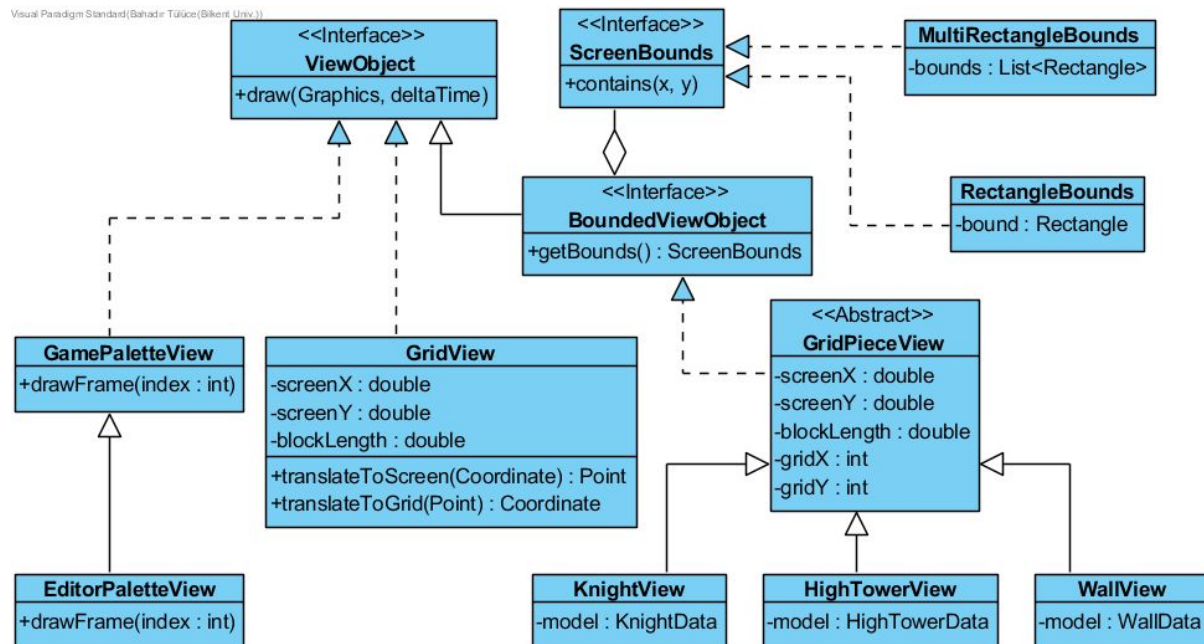 Visual Paradigm Standard(Bahadır Tülüce(Bilkent Univ.))
<<Interface>>
ViewObject
+draw(Graphics, deltaTime)
<<Interface>>
ScreenBounds
+contains(x, y)
MultiRectangleBounds
-bounds : List<Rectangle>
<<Interface>>
BoundedViewObject
+getBounds() : ScreenBounds
RectangleBounds
-bound : Rectangle
GamePaletteView
+drawFrame(index : int)
GridView
-screenX : double
-screenY : double
-blockLength : double
+translateToScreen(Coordinate) : Point
+translateToGrid(Point) : Coordinate
<<Abstract>>
GridPieceView
-screenX : double
-screenY : double
-blockLength : double
-gridX : int
-gridY : int
EditorPaletteView
+drawFrame(index : int)
KnightView
-model : KnightData
HighTowerView
-model : HighTowerData
WallView
-model : WallData